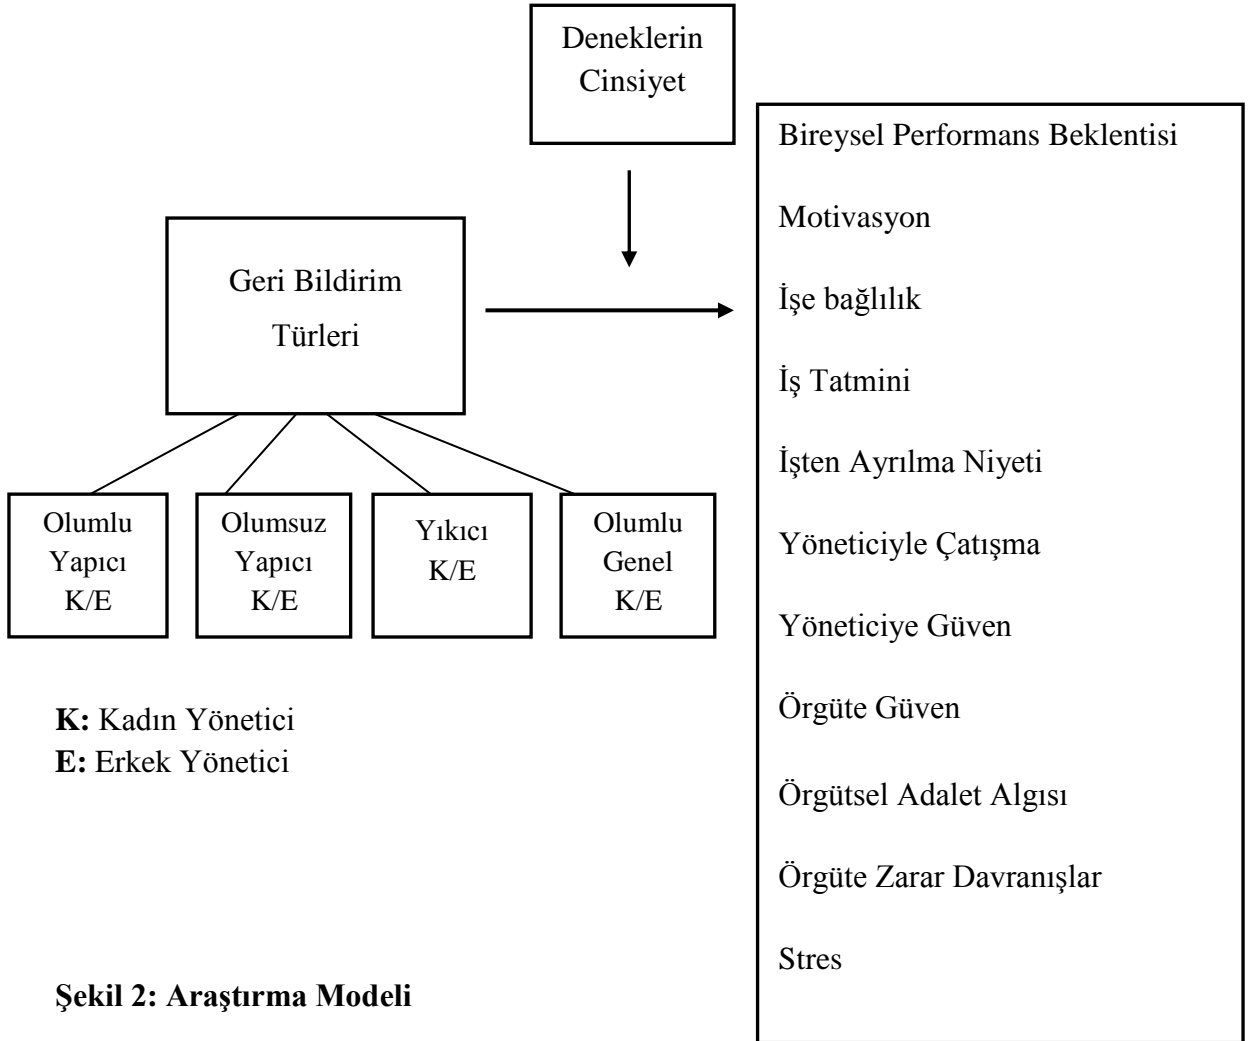 Deneklerin
Cinsiyet
Geri Bildirim
Türleri
Olumlu
Yapıcı
K/E
Olumsuz
Yapıcı
K/E
Yıkıcı
K/E
Olumlu
Genel
K/E
Bireysel Performans Beklentisi
Motivasyon
İşe bağlılık
İş Tatmini
İşten Ayrılma Niyeti
Yöneticiyle Çatışma
Yöneticiye Güven
Örgüte Güven
Örgütsel Adalet Algısı
Örgüte Zarar Davranışlar
Stres
K: Kadın Yönetici
E: Erkek Yönetici
Şekil 2: Araştırma Modeli